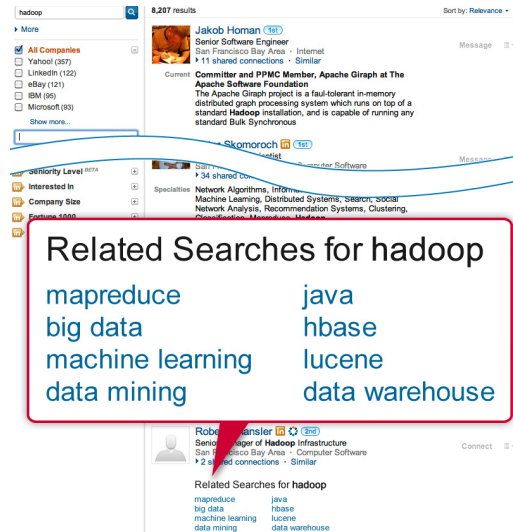 hadoop
8,207 results
Sort by: Relevance
More
All Companies
Yahoo! (357)
LinkedIn (122)
eBay (121)
IBM (95)
Microsoft (93)
Show more...
Jakob Homan 1st
Senior Software Engineer
San Francisco Bay Area · Internet
11 shared connections · Similar
Message
Current Committer and PPMC Member, Apache Giraph at The
Apache Software Foundation
The Apache Giraph project is a faul-tolerant in-memory
distributed graph processing system which runs on top of a
standard Hadoop installation, and is capable of running any
standard Bulk Synchronous
Skomoroch in 1st
Computer Software
34 shared
Message
Seniority Level BETA
Interested In
Company Size
Fortune 1000
Specialties Network Algorithms,
Machine Learning, Distributed Systems, Search, Social
Network Analysis, Recommendation Systems, Clustering,
Classification, Mapreduce, Hadoop
Related Searches for hadoop
mapreduce java
big data hbase
machine learning lucene
data mining data warehouse
in 2nd
of Hadoop Infrastructure
Bay Area · Computer Software
2 shared connections · Similar
Connect
Related Searches for hadoop
mapreduce java
big data hbase
machine learning lucene
data mining data warehouse